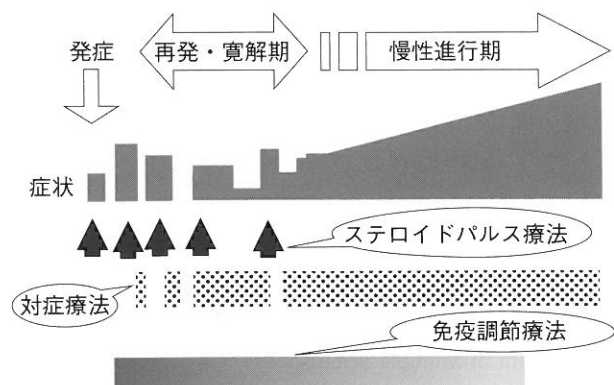 発症
再発・寛解期
慢性進行期
症状
ステロイドパルス療法
対症療法
免疫調節療法